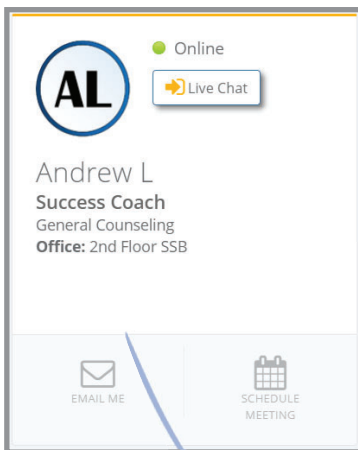 AL
Online
Live Chat
Andrew L
Success Coach
General Counseling
Office: 2nd Floor SSB
EMAIL ME
SCHEDULE
MEETING